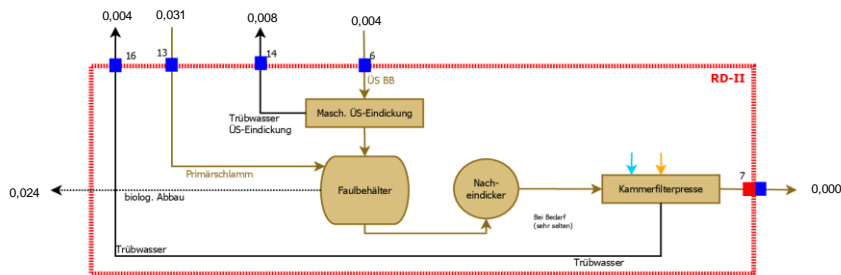 0,004
0,031
0,008
0,004
16
13
14
6
RD-II
ÜS BB
Masch. ÜS-Eindickung
Trübwasser
ÜS-Eindickung
Primärschlamm
0,024
biolog. Abbau
Faulbehälter
Nach-
eindicker
Kammerfilterpresse
7
0,000
Bei Bedarf
(sehr selten)
Trübwasser
Trübwasser